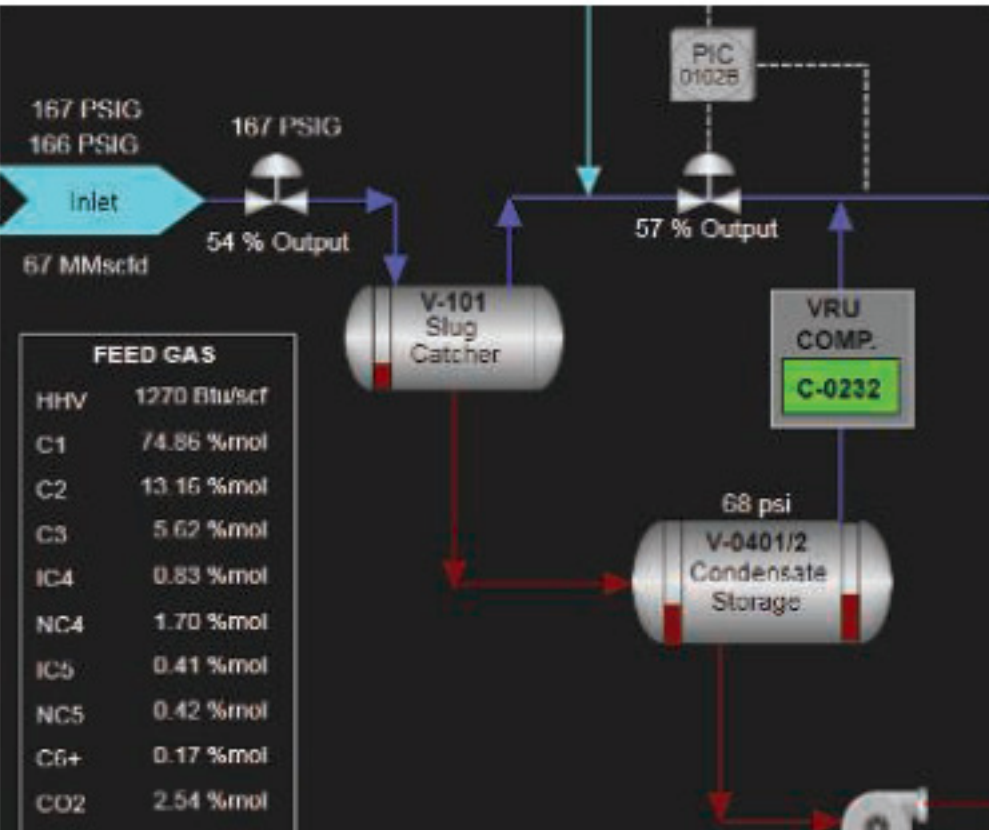 PIC
0102B
167 PSIG
166 PSIG
167 PSIG
Inlet
54 % Output
57 % Output
67 MMscfd
V-101
Slug
Catcher
VRU
COMP.
C-0232
FEED GAS
HHV 1270 Btu/scf
C1 74.86 %mol
C2 13.16 %mol
C3 5.62 %mol
IC4 0.83 %mol
NC4 1.70 %mol
IC5 0.41 %mol
NC5 0.42 %mol
C6+ 0.17 %mol
CO2 2.54 %mol
68 psi
V-0401/2
Condensate
Storage